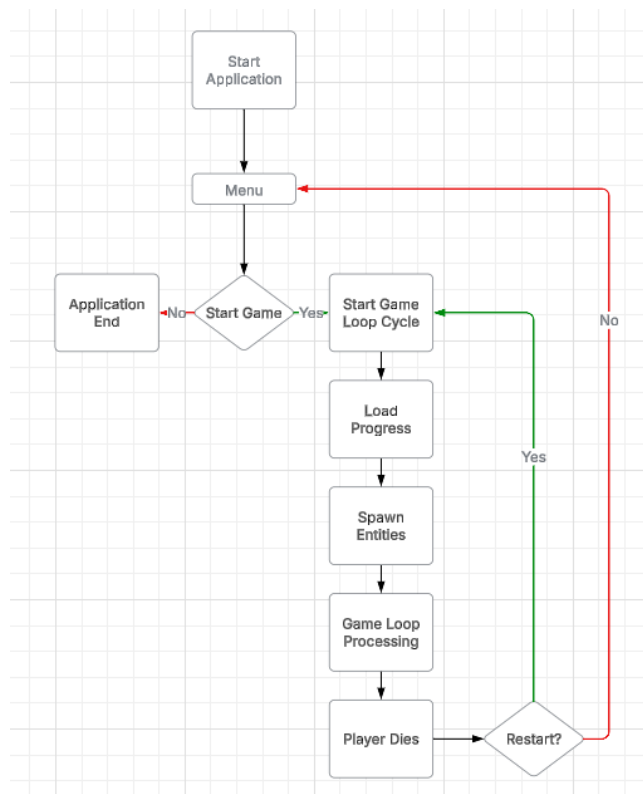 Start
Application
Menu
Application
End
No
Start Game
Yes
Start Game
Loop Cycle
No
Load
Progress
Yes
Spawn
Entities
Game Loop
Processing
Player Dies
Restart?